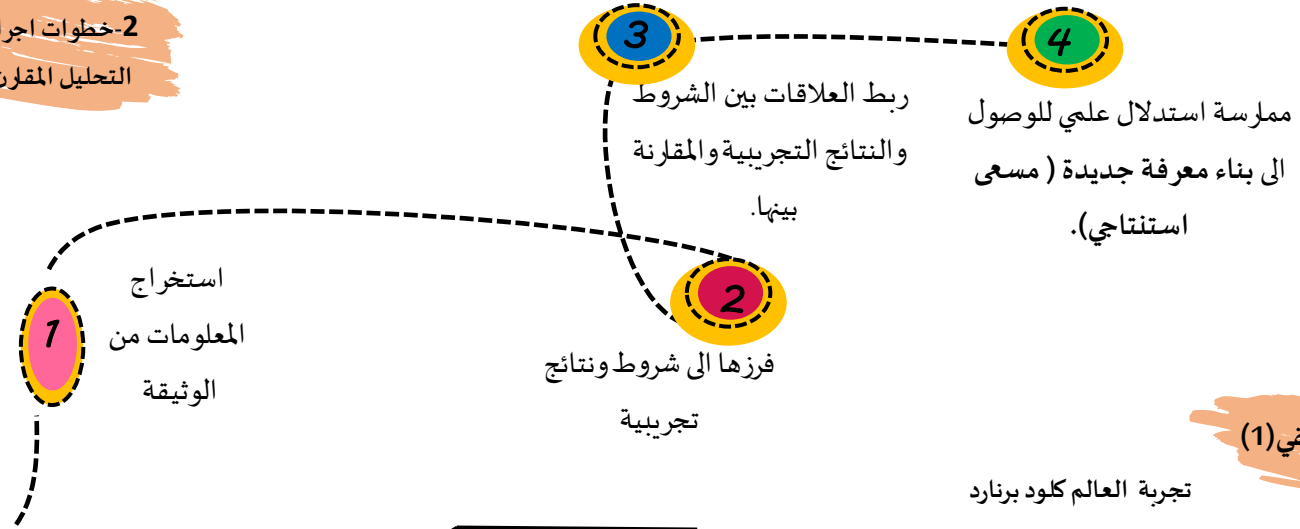 2-خطوات اجرا
التحليل المقارن
1
استخراج
المعلومات من
الوثيقة
2
فرزها الى شروط ونتائج
تجريبية
3
ربط العلاقات بين الشروط
والنتائج التجريبية والمقارنة
بينها.
4
ممارسة استدلال علمي للوصول
الى بناء معرفة جديدة ( مسعى
استنتاجي).
(1)
تجربة العالم كلود برنارد